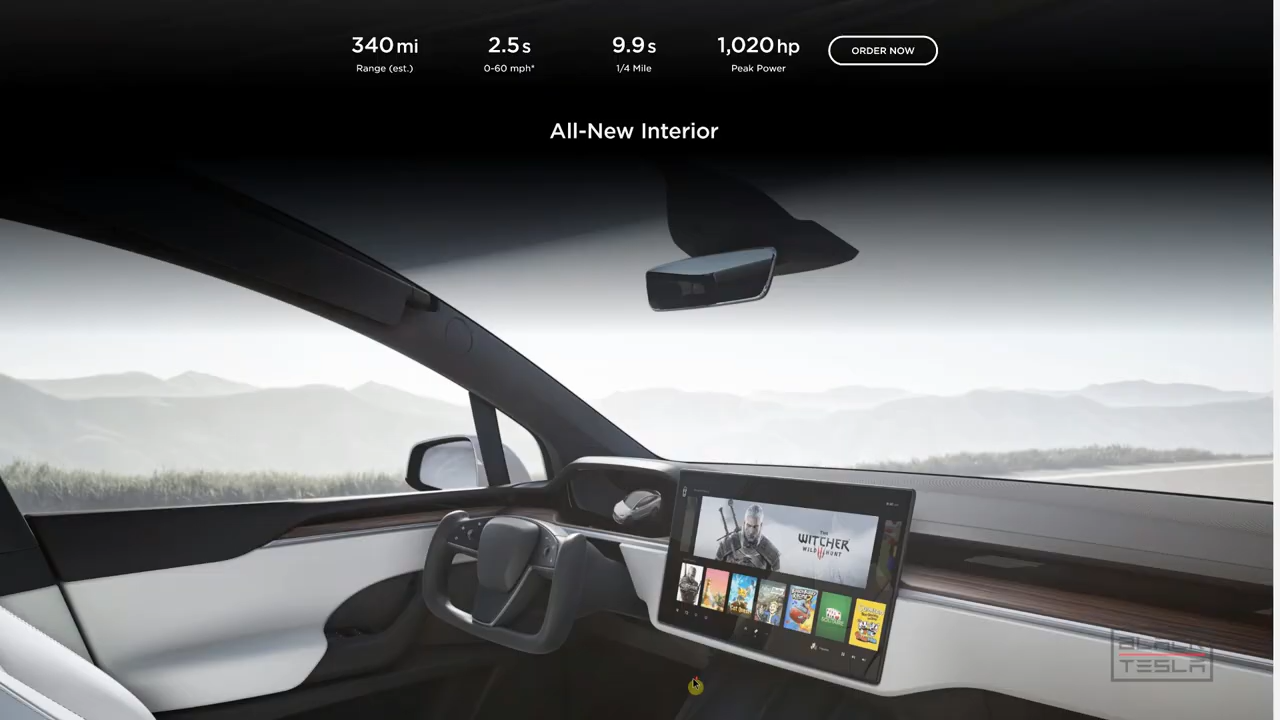 340 mi
Range (est.)
2.5 s
0-60 mph*
9.9 s
1/4 Mile
1,020 hp
Peak Power
ORDER NOW
All-New Interior
THE
WITCHER
WILD HUNT
BLACK
TESLA